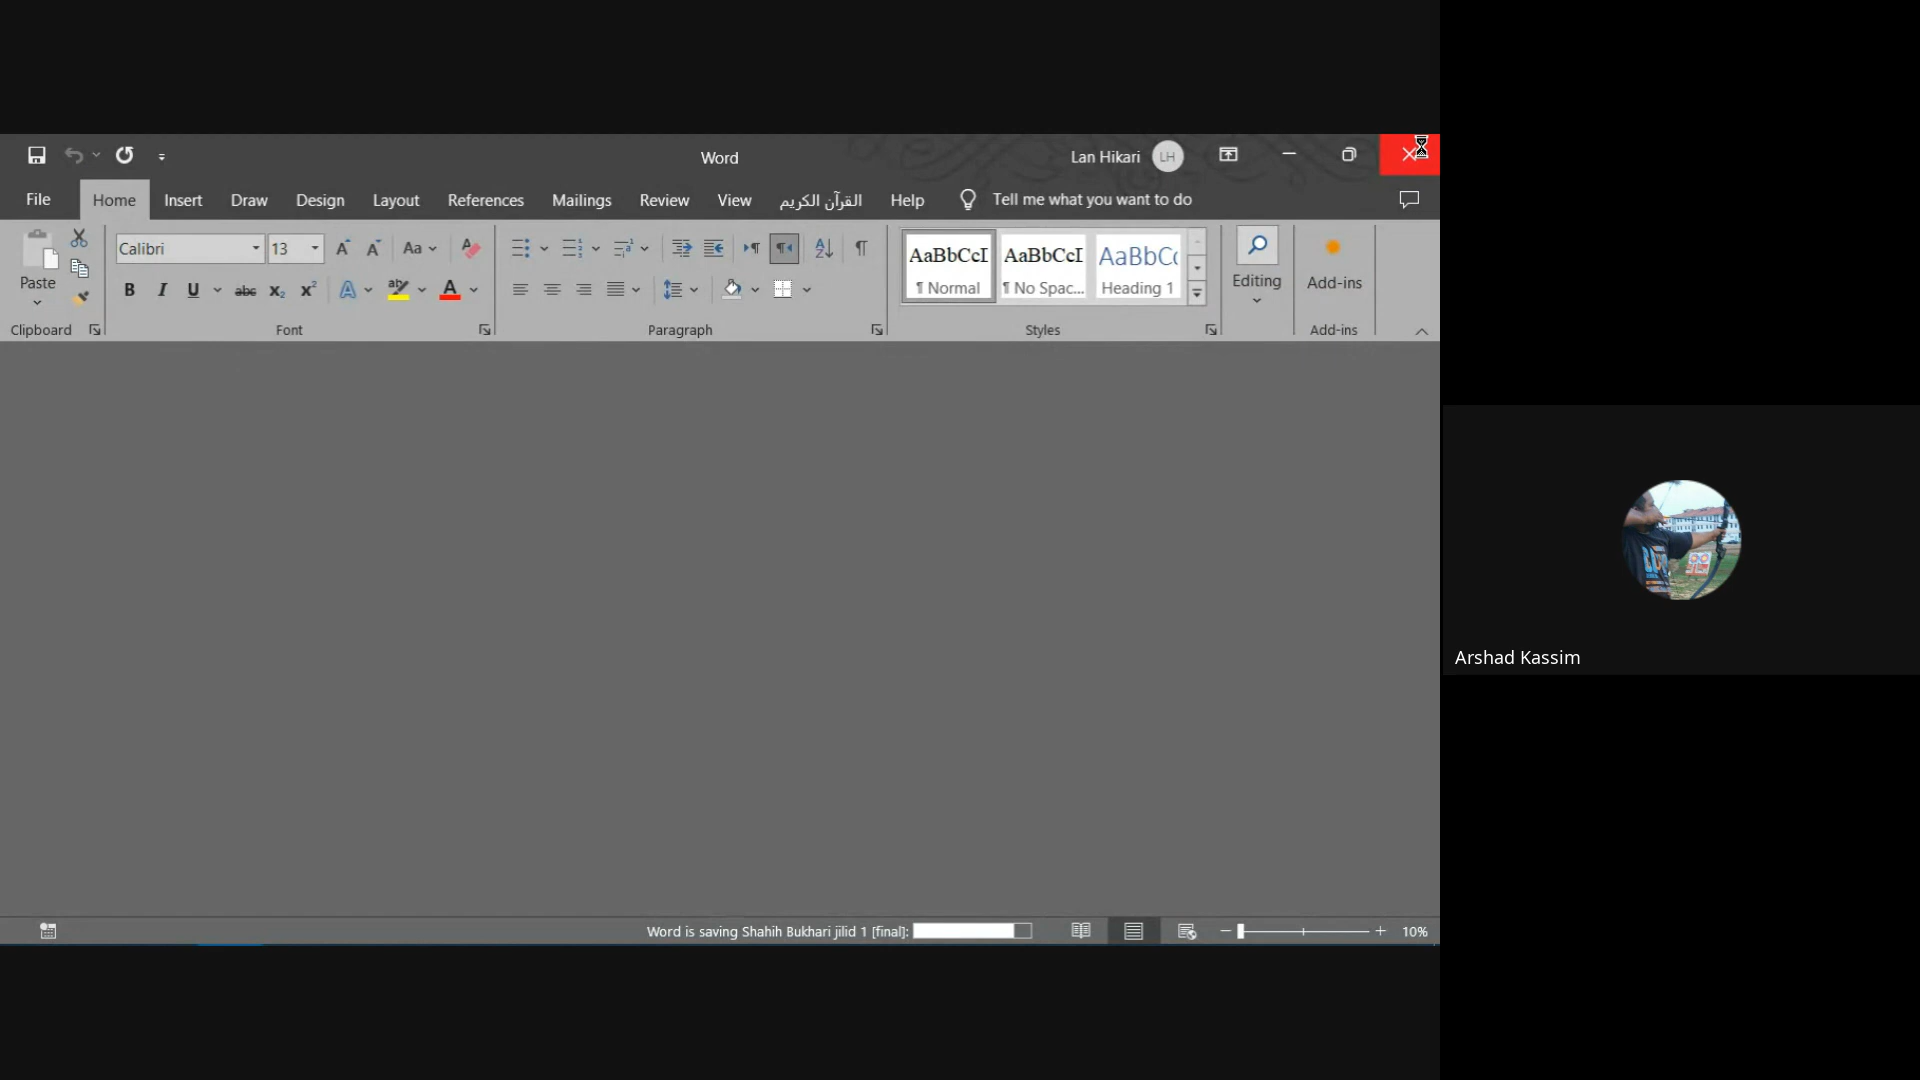 Word
Lan Hikari
LH
File
Home
Insert
Draw
Design
Layout
References
Mailings
Review
View
القرآن الكريم
Help
Tell me what you want to do
Paste
Clipboard
Calibri
13
Aa
B I U abc x₂ x² A ab A
Font
Paragraph
AaBbCcI
¶ Normal
AaBbCcI
¶ No Spac...
AaBbCc
Heading 1
Styles
Editing
Add-ins
Add-ins
Arshad Kassim
Word is saving Shahih Bukhari jilid 1 [final]:
10%